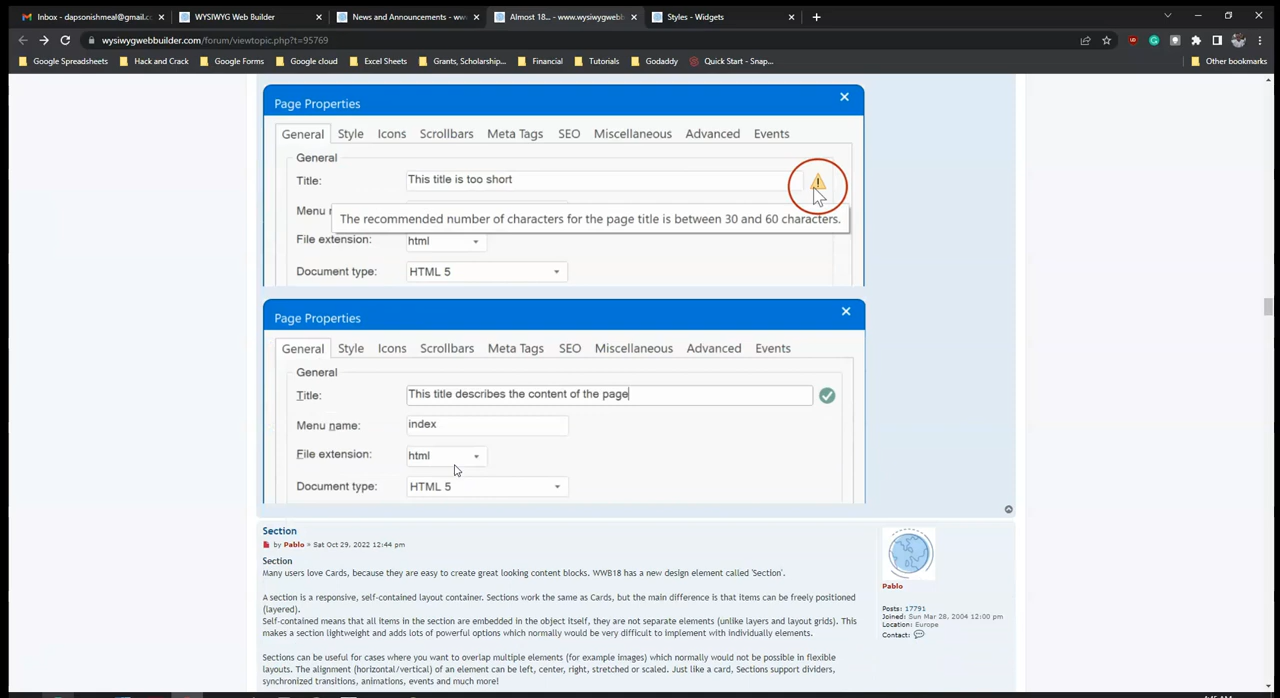 Inbox - dapsonishmeal@gmail.c
WYSIWYG Web Builder
News and Announcements - www
Almost 18... - www.wysiwygwebb
Styles - Widgets
wysiwygwebbuilder.com/forum/viewtopic.php?t=95769
Google Spreadsheets
Hack and Crack
Google Forms
Google cloud
Excel Sheets
Grants, Scholarship...
Financial
Tutorials
Godaddy
Quick Start - Snap...
Other bookmarks
Page Properties
General Style Icons Scrollbars Meta Tags SEO Miscellaneous Advanced Events
General
Title: This title is too short
Menu n
The recommended number of characters for the page title is between 30 and 60 characters.
File extension: html
Document type: HTML 5
Page Properties
General Style Icons Scrollbars Meta Tags SEO Miscellaneous Advanced Events
General
Title: This title describes the content of the page
Menu name: index
File extension: html
Document type: HTML 5
Section
by Pablo » Sat Oct 29, 2022 12:44 pm
Section
Many users love Cards, because they are easy to create great looking content blocks. WWB18 has a new design element called 'Section'.
A section is a responsive, self-contained layout container. Sections work the same as Cards, but the main difference is that items can be freely positioned
(layered).
Self-contained means that all items in the section are embedded in the object itself, they are not separate elements (unlike layers and layout grids). This
makes a section lightweight and adds lots of powerful options which normally would be very difficult to implement with individually elements.
Sections can be useful for cases where you want to overlap multiple elements (for example images) which normally would not be possible in flexible
layouts. The alignment (horizontal/vertical) of an element can be left, center, right, stretched or scaled. Just like a card, Sections support dividers,
synchronized transitions, animations, events and much more!
Pablo
Posts: 17791
Joined: Sun Mar 28, 2004 12:00 pm
Location: Europe
Contact: